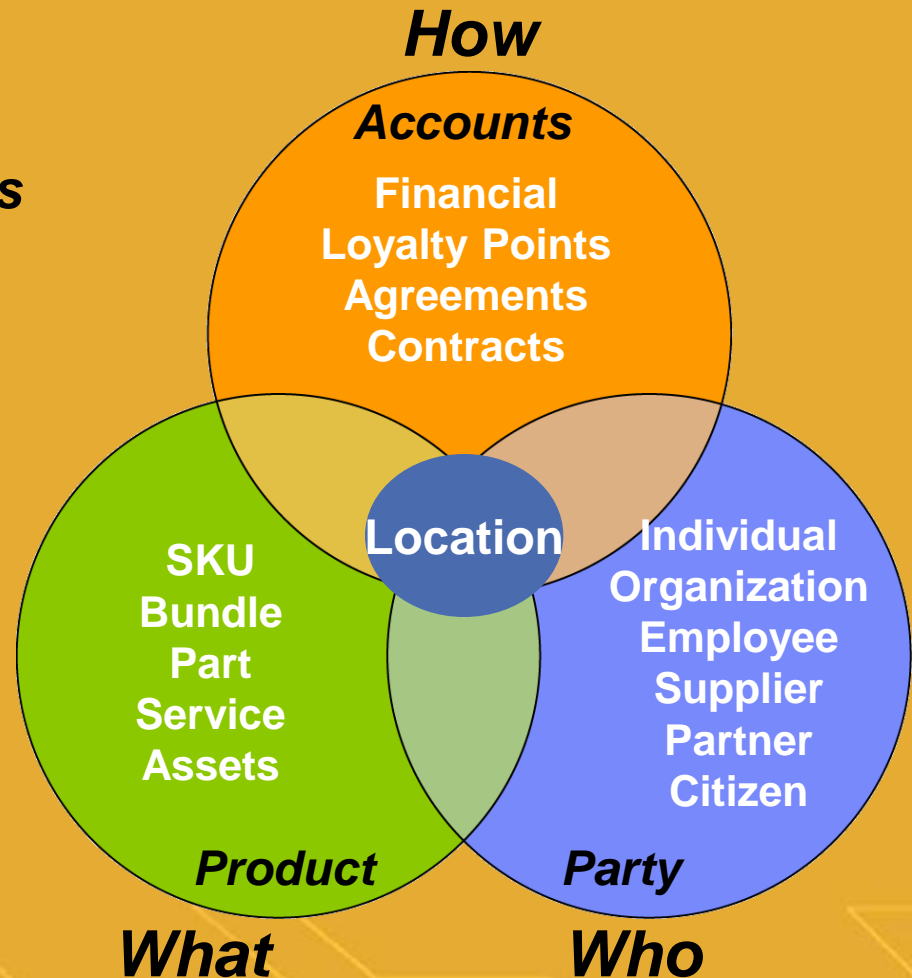 How
Accounts
s
Financial
Loyalty Points
Agreements
Contracts
Location
SKU
Bundle
Part
Service
Assets
Individual
Organization
Employee
Supplier
Partner
Citizen
Product
Party
What
Who